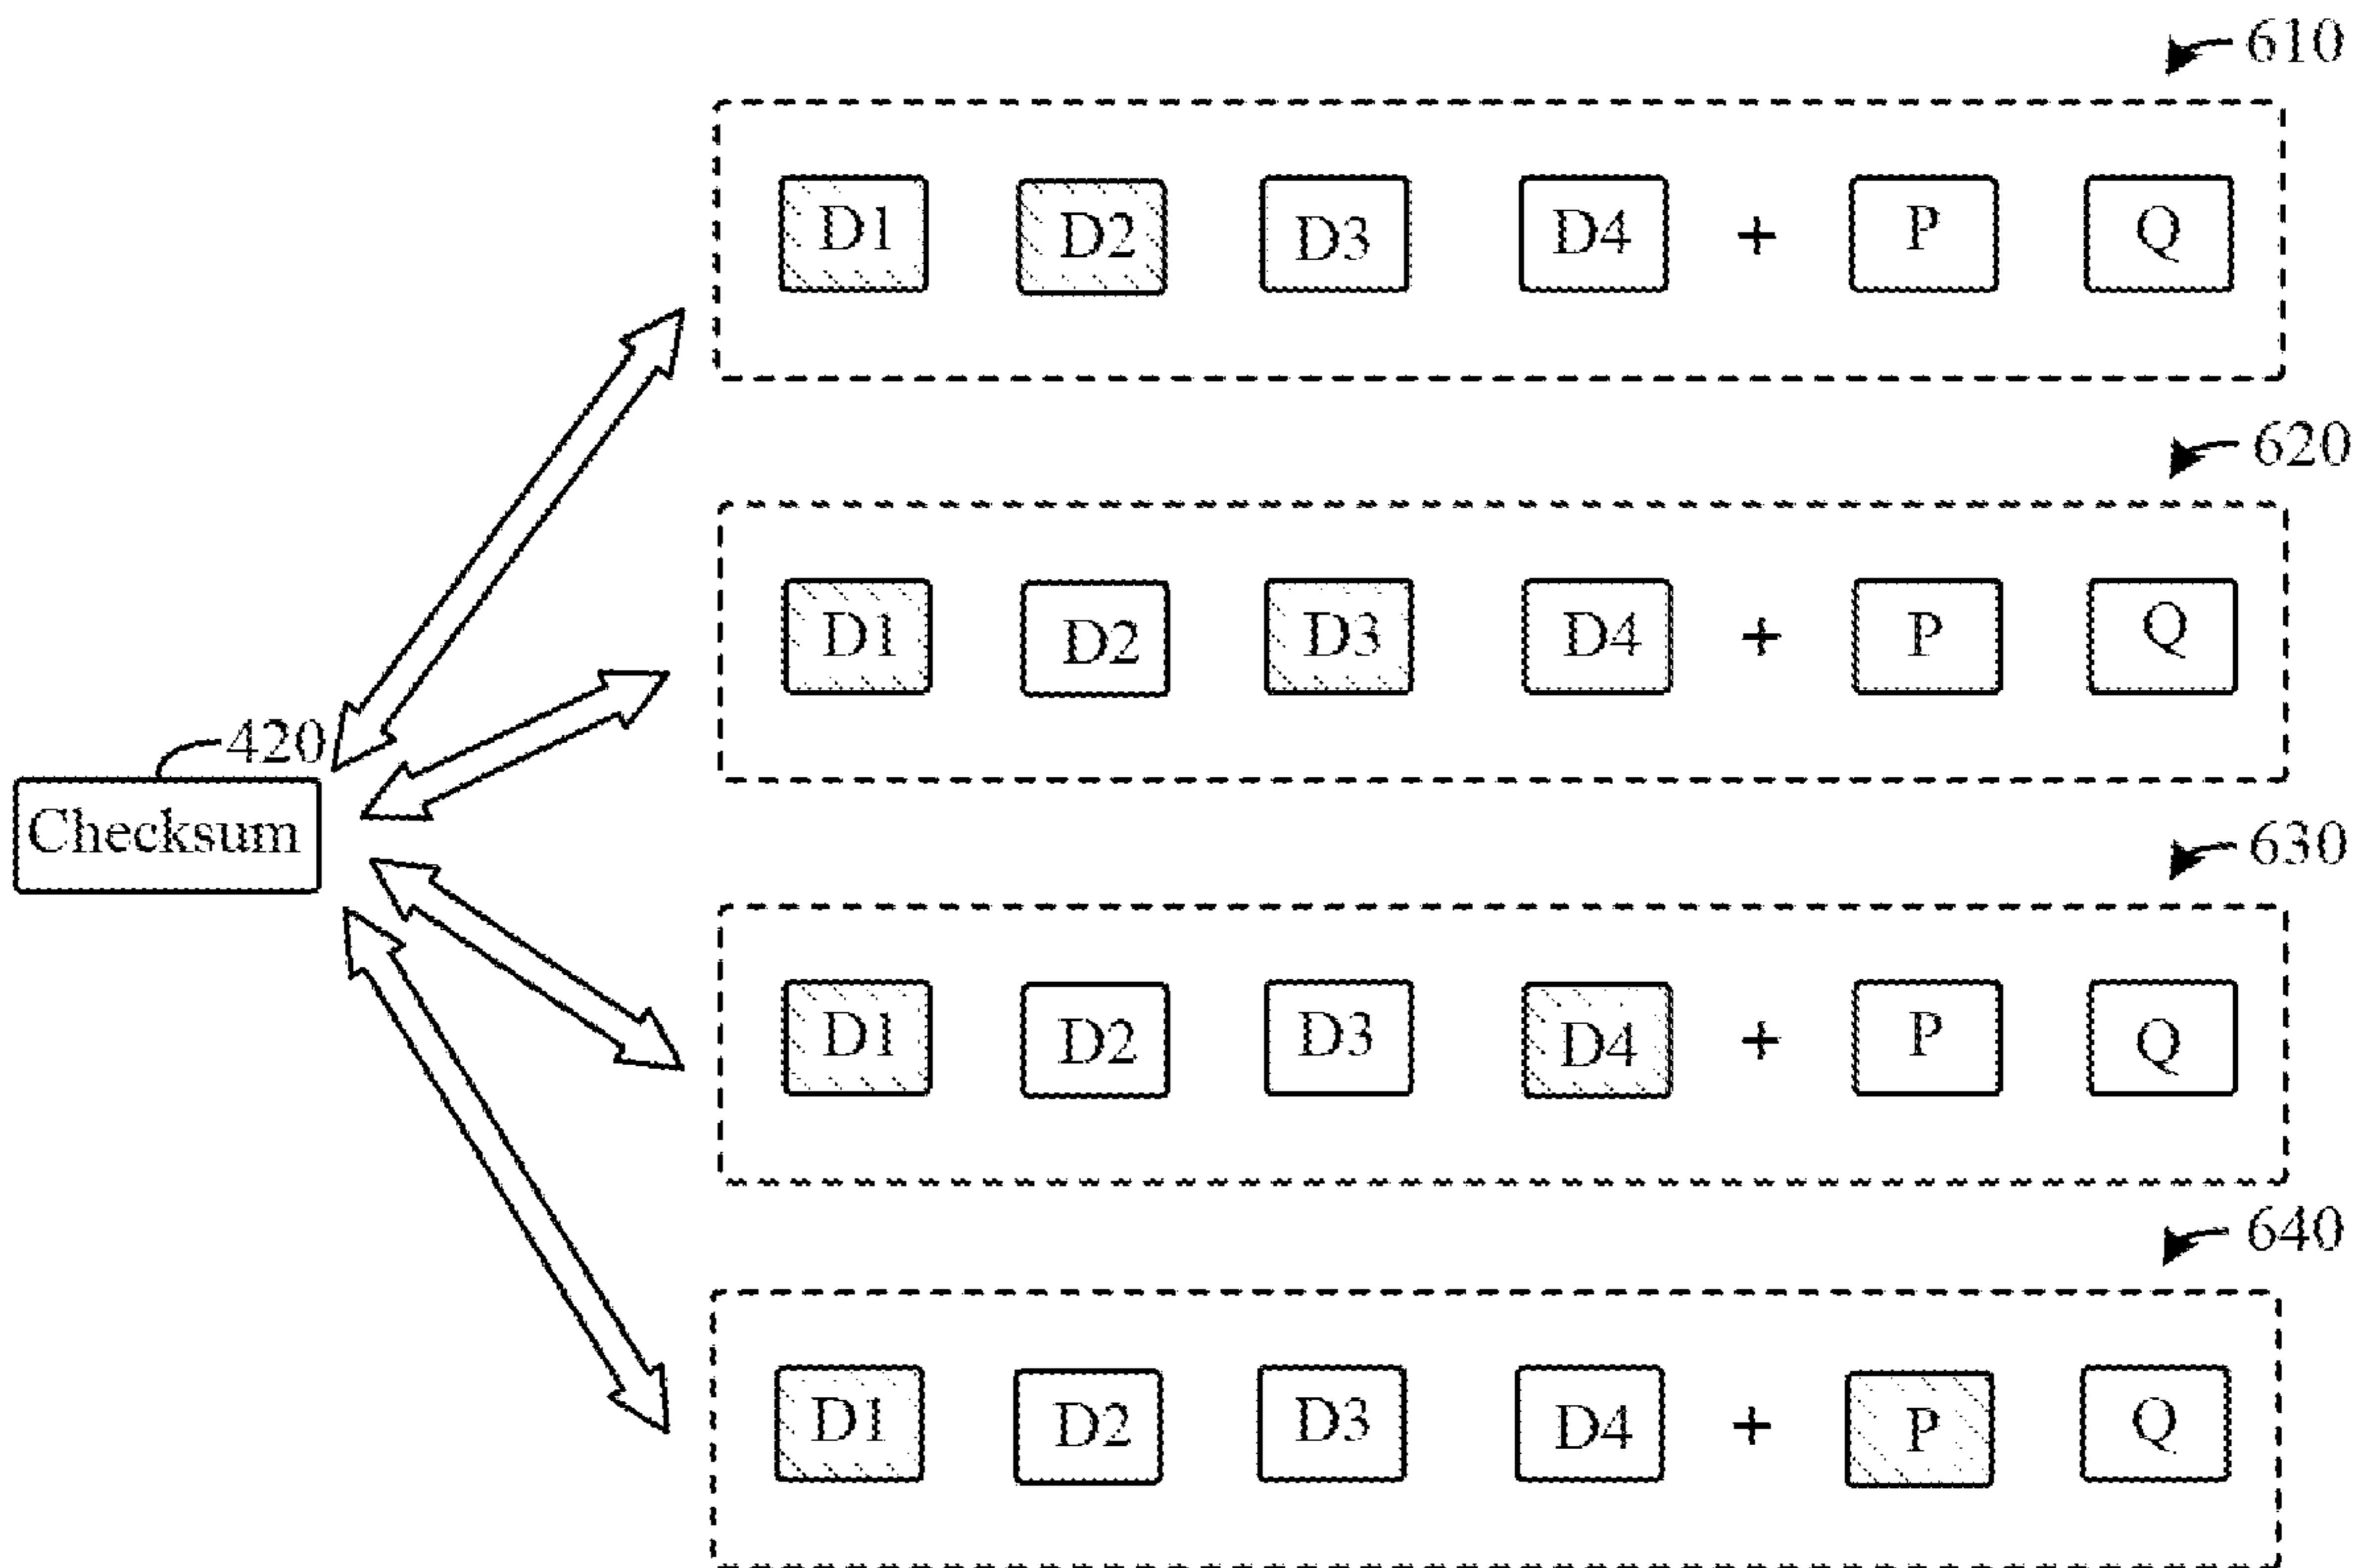 610
D1 D2 D3 D4 + P Q
620
D1 D2 D3 D4 + P Q
420
Checksum
630
D1 D2 D3 D4 + P Q
640
D1 D2 D3 D4 + P Q